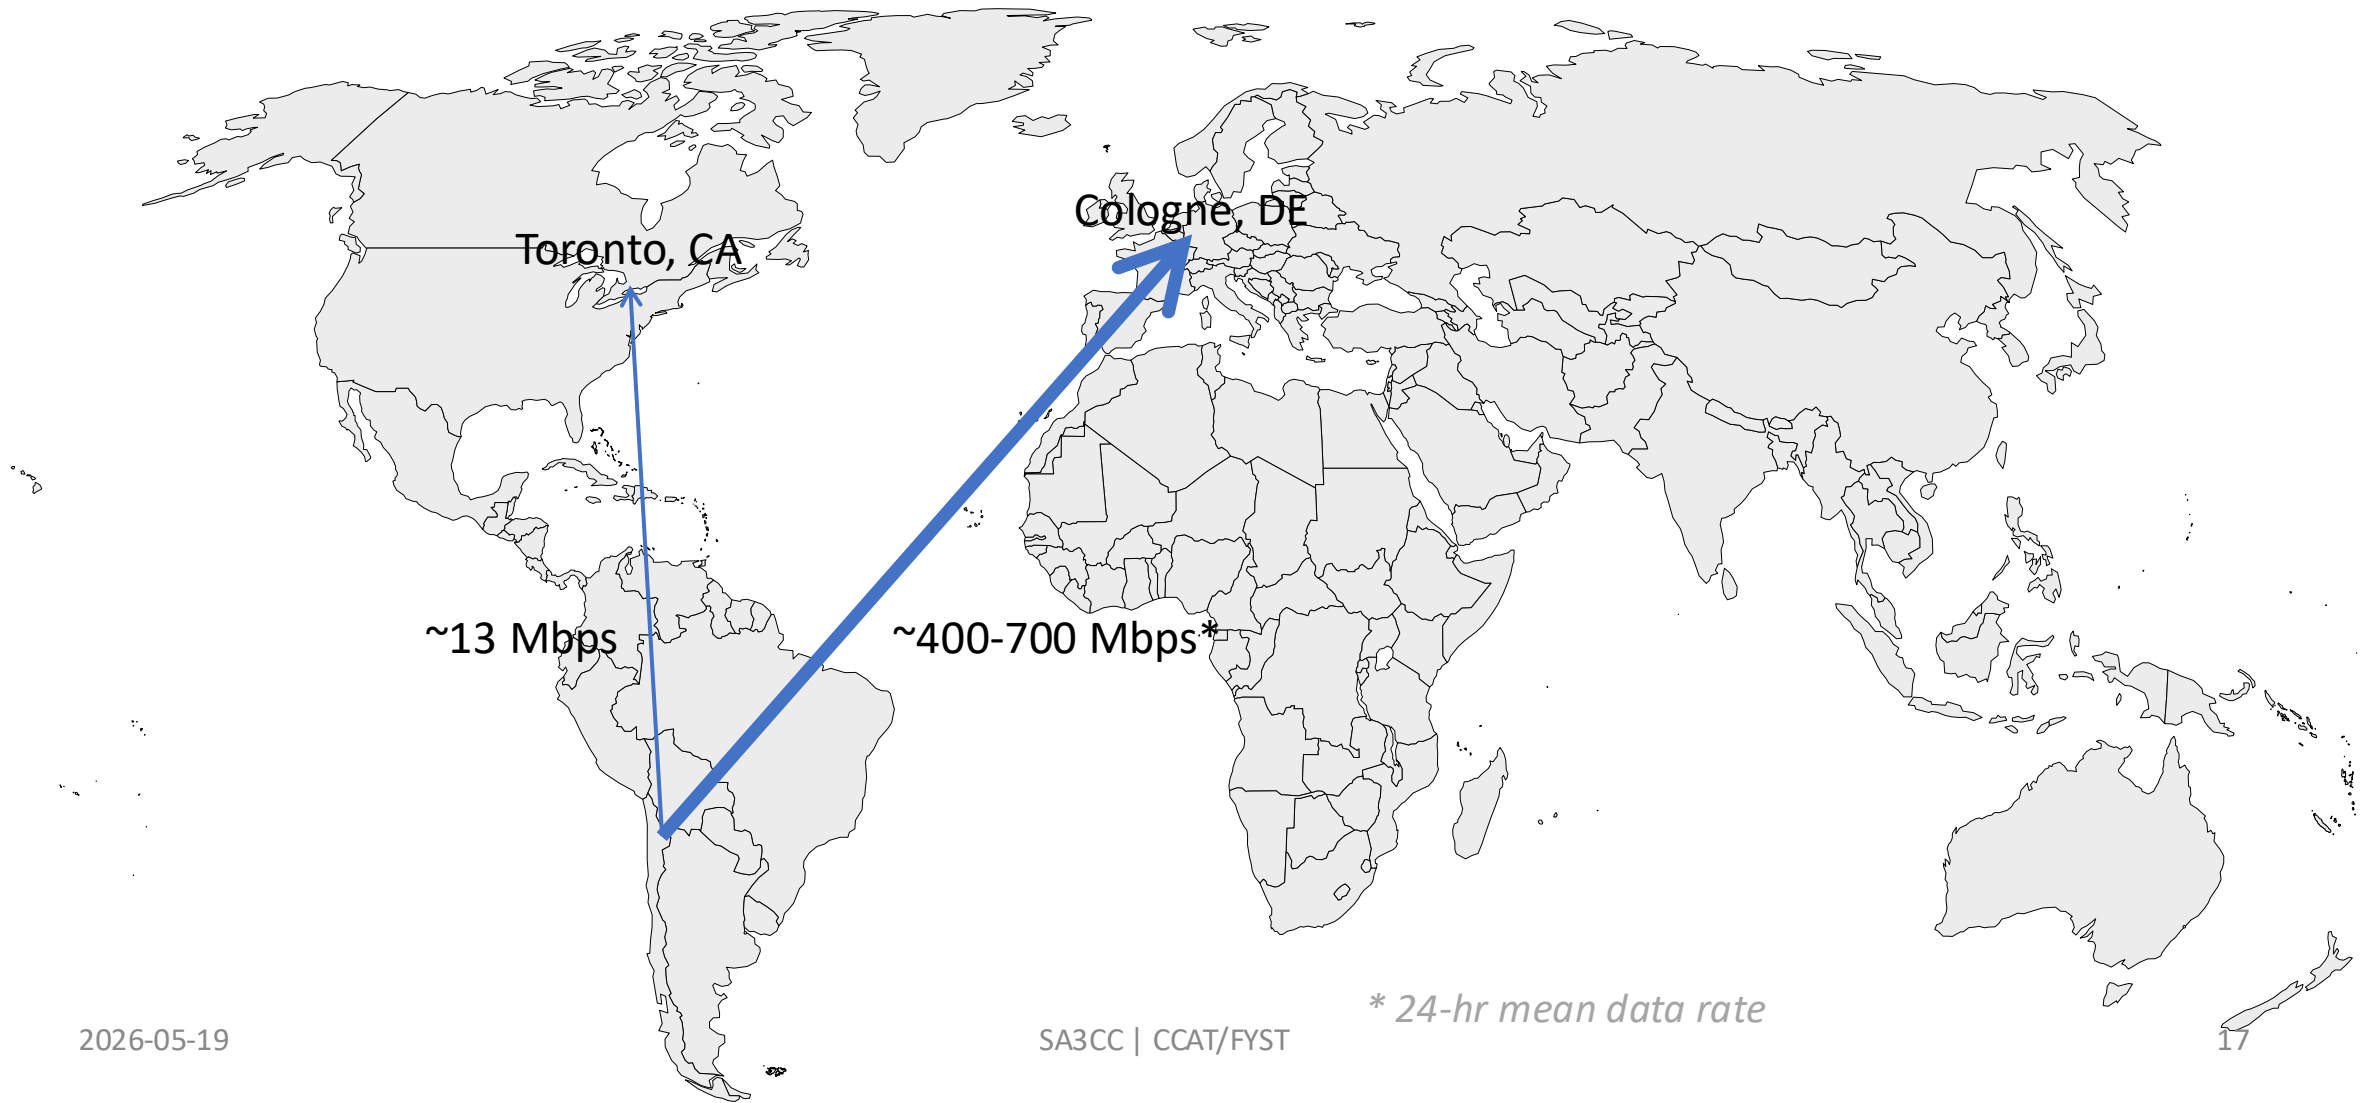 Cologne, DE
Toronto, CA
~13 Mbps
~400-700 Mbps*
* 24-hr mean data rate
2026-05-19
SA3CC | CCAT/FYST
17